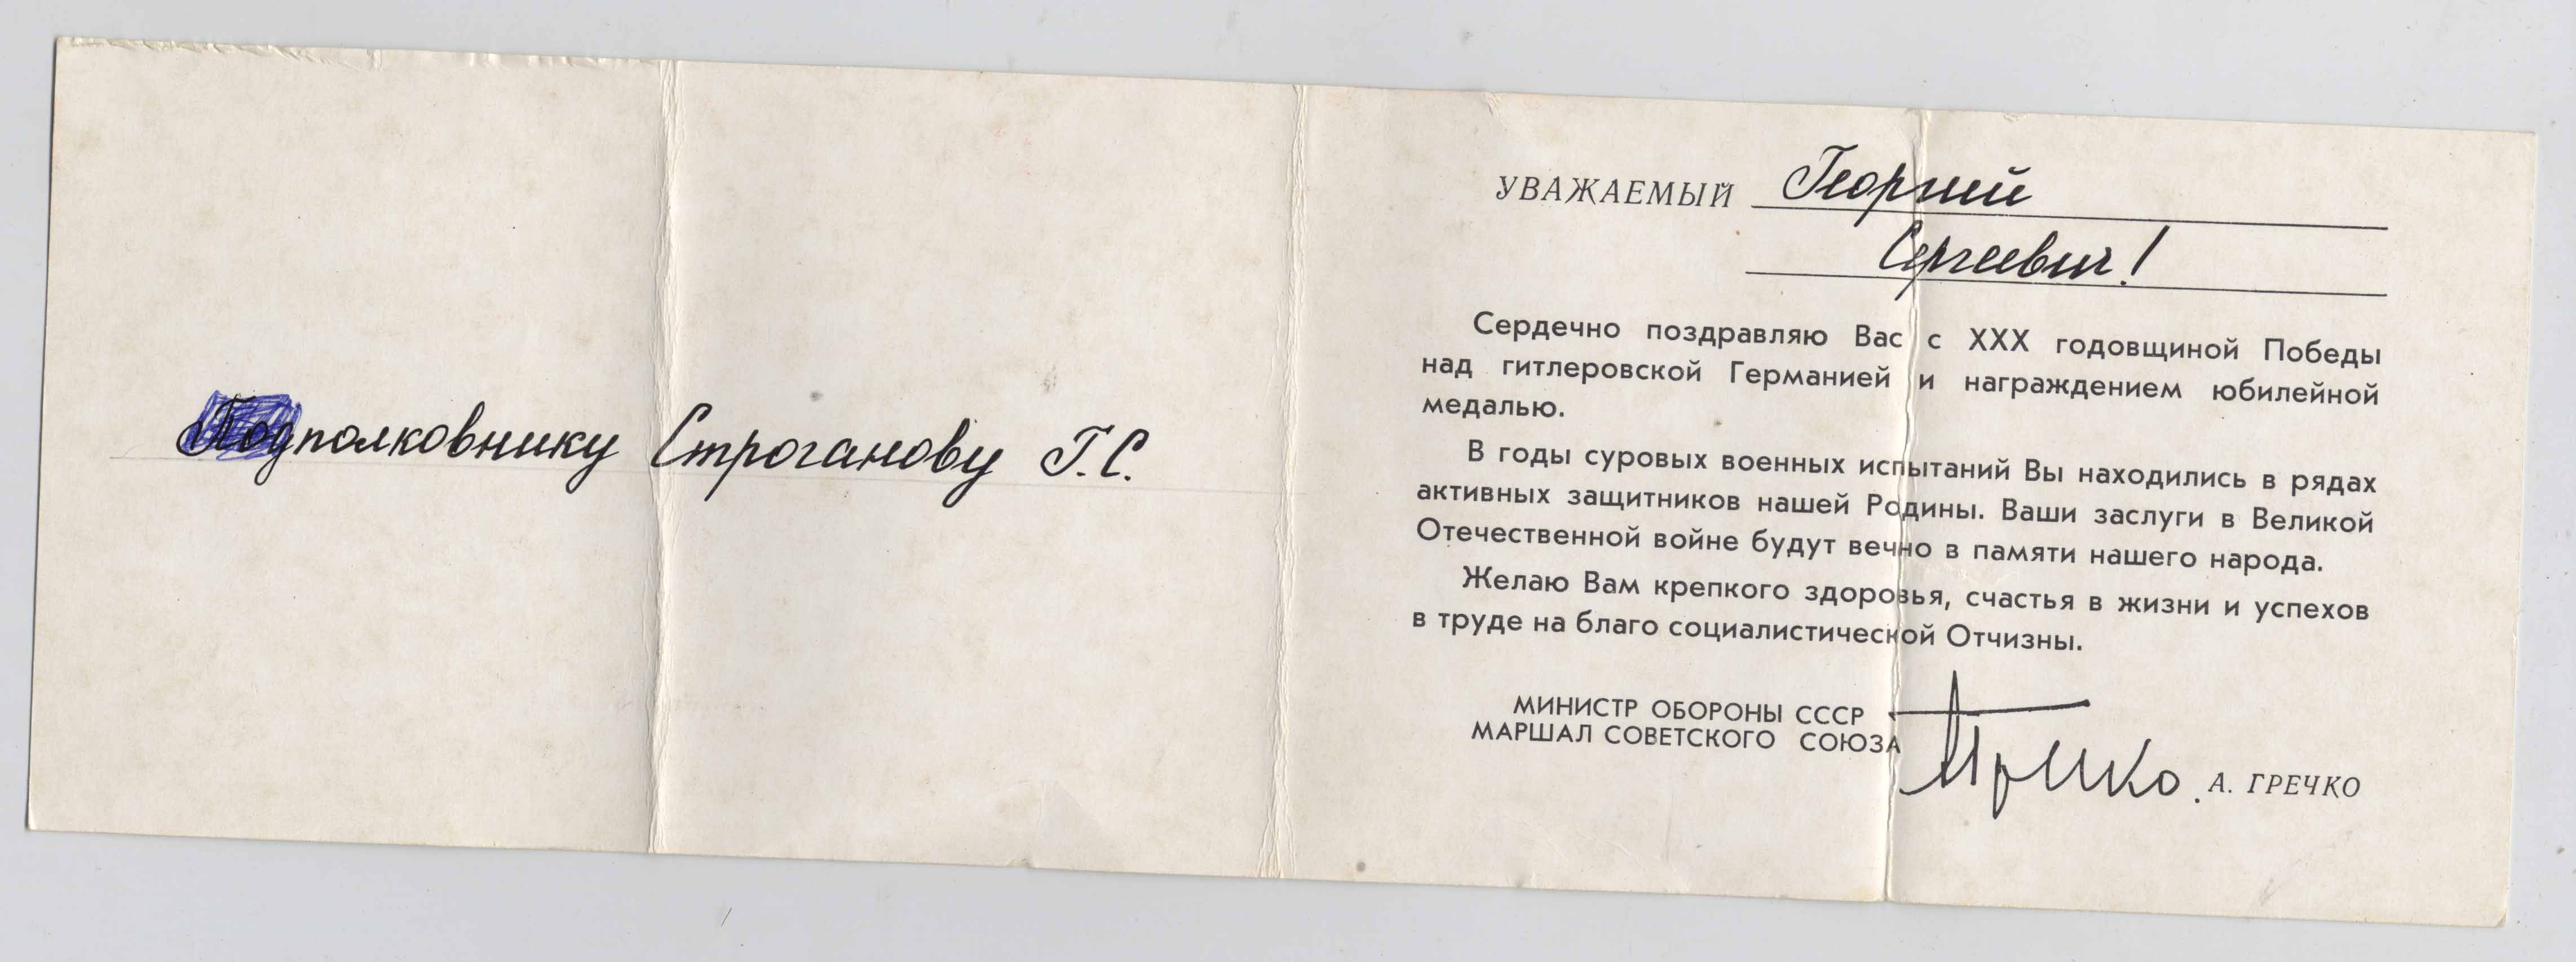 Подполковнику Строганову Г.С.
УВАЖАЕМЫЙ Георгий
Сергеевич!
Сердечно поздравляю Вас с XXX годовщиной Победы
над гитлеровской Германией и награждением юбилейной
медалью.
В годы суровых военных испытаний Вы находились в рядах
активных защитников нашей Родины. Ваши заслуги в Великой
Отечественной войне будут вечно в памяти нашего народа.
Желаю Вам крепкого здоровья, счастья в жизни и успехов
в труде на благо социалистической Отчизны.
МИНИСТР ОБОРОНЫ СССР
МАРШАЛ СОВЕТСКОГО СОЮЗА
Гречко. А. ГРЕЧКО